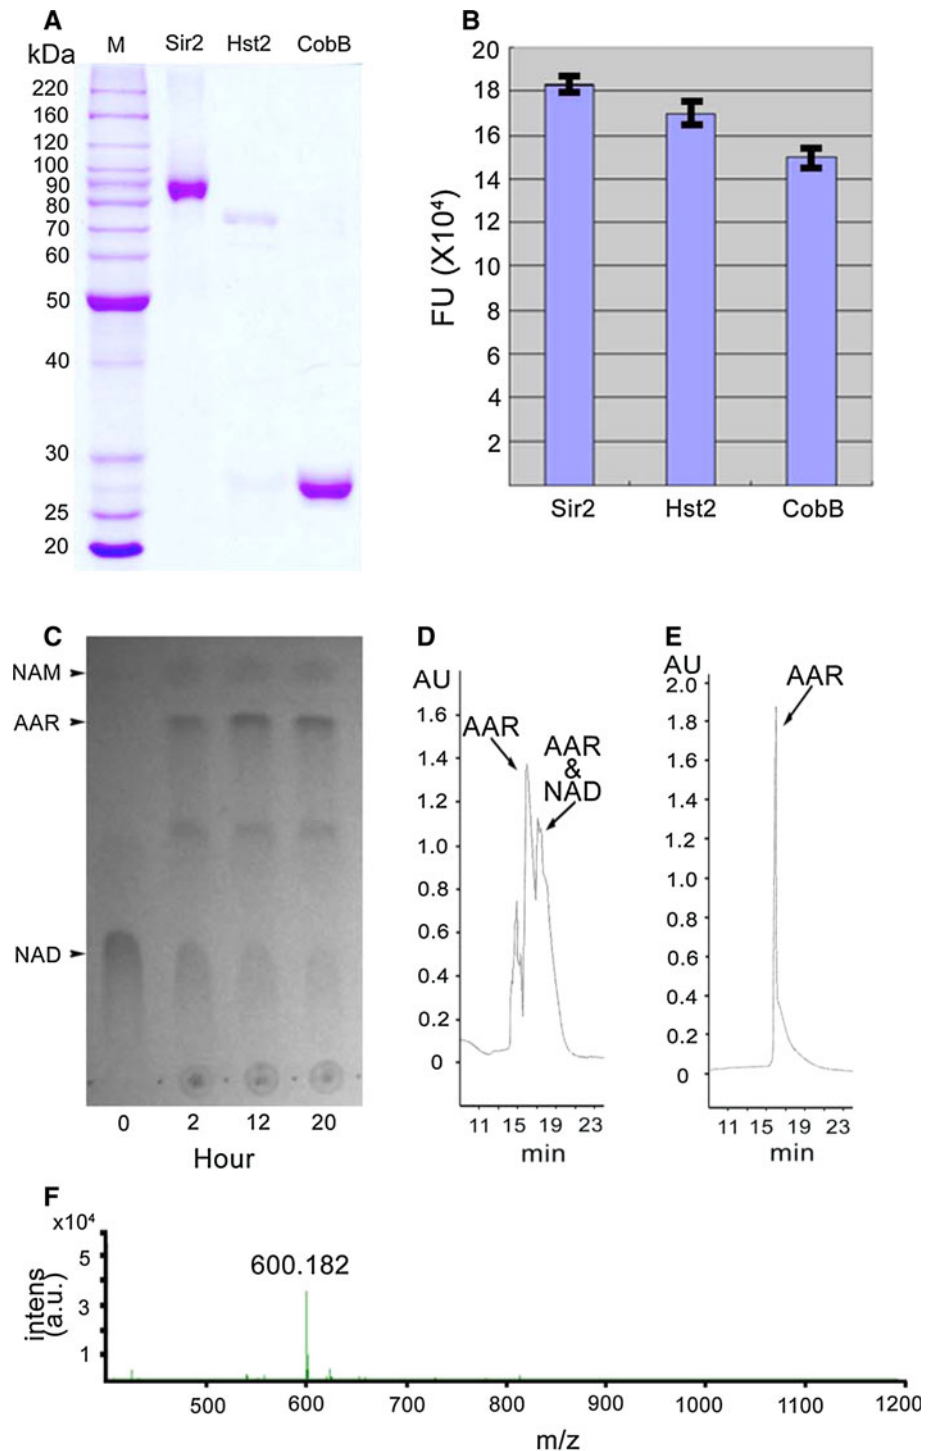 A
B
kDa M Sir2 Hst2 CobB
220
160
120
100
90
80
70
60
50
40
30
25
20
FU (X10⁴)
20
18
16
14
12
10
8
6
4
2
Sir2 Hst2 CobB
C
NAM
AAR
NAD
0 2 12 20
Hour
D
AU
1.6
1.4
1.2
1.0
0.8
0.6
0.4
0.2
0
AAR
AAR
&
NAD
11 15 19 23
min
E
AU
2.0
1.8
1.6
1.4
1.2
1.0
0.8
0.6
0.4
0.2
0
AAR
11 15 19 23
min
F
x10⁴
intens
(a.u.)
5
3
1
600.182
500 600 700 800 900 1000 1100 1200
m/z